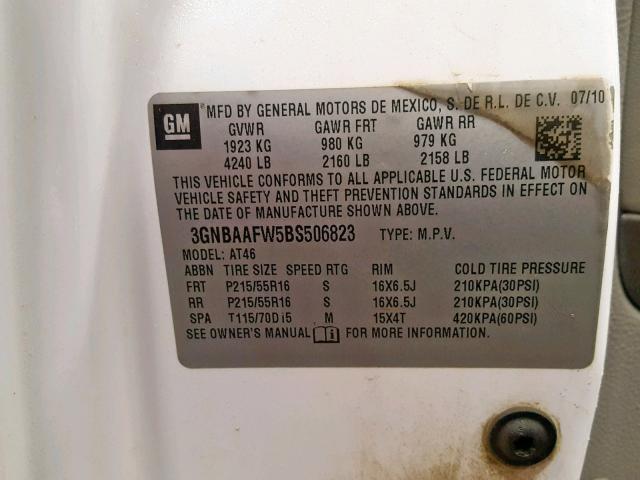 GM
MFD BY GENERAL MOTORS DE MEXICO, S. DE R.L. DE C.V. 07/10
GVWR GAWR FRT GAWR RR
1923 KG 980 KG 979 KG
4240 LB 2160 LB 2158 LB
THIS VEHICLE CONFORMS TO ALL APPLICABLE U.S. FEDERAL MOTOR
VEHICLE SAFETY AND THEFT PREVENTION STANDARDS IN EFFECT ON
THE DATE OF MANUFACTURE SHOWN ABOVE.
3GNBAAFW5BS506823 TYPE: M.P.V.
MODEL: AT46
ABBN TIRE SIZE SPEED RTG RIM COLD TIRE PRESSURE
FRT P215/55R16 S 16X6.5J 210KPA(30PSI)
RR P215/55R16 S 16X6.5J 210KPA(30PSI)
SPA T115/70D i5 M 15X4T 420KPA(60PSI)
SEE OWNER'S MANUAL FOR MORE INFORMATION